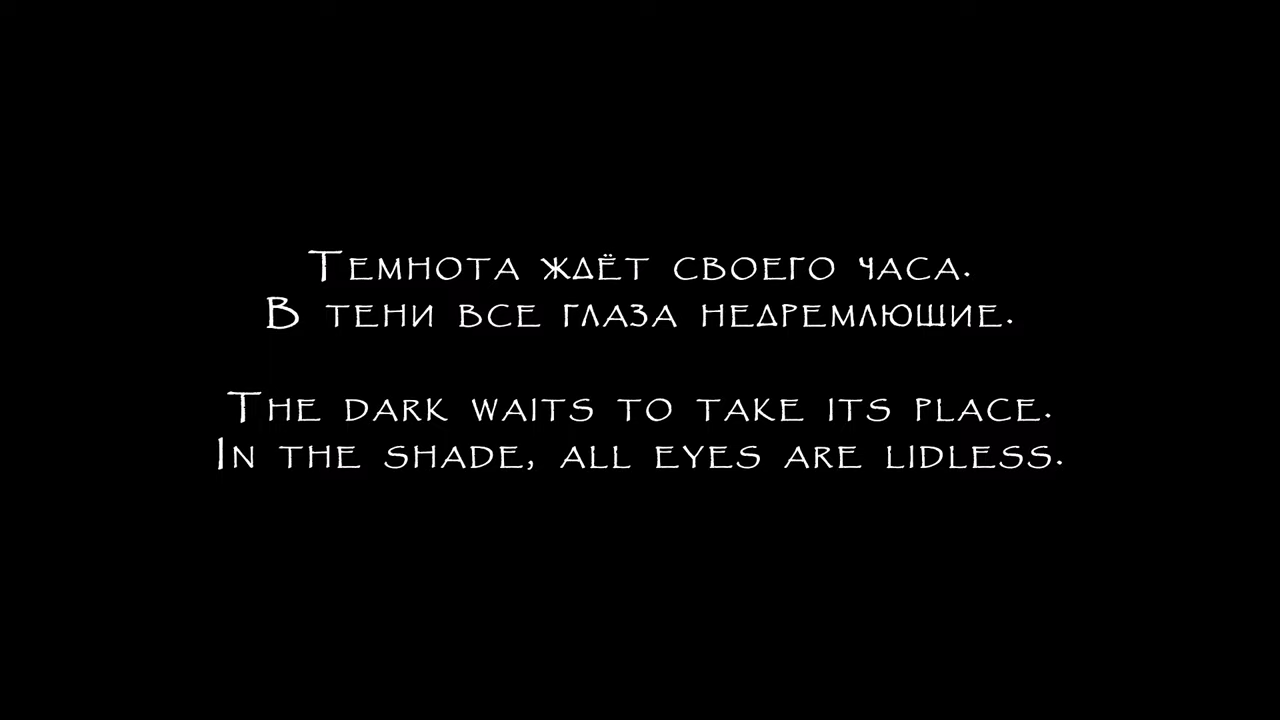 Темнота ждёт своего часа.
В тени все глаза недремлющие.
The dark waits to take its place.
In the shade, all eyes are lidless.